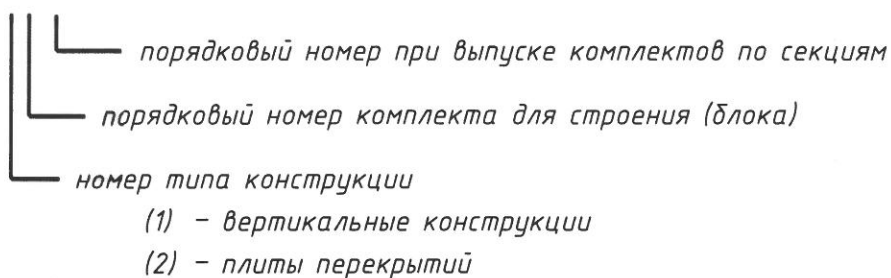 порядковый номер при выпуске комплектов по секциям
порядковый номер комплекта для строения (блока)
номер типа конструкции
(1) - вертикальные конструкции
(2) - плиты перекрытий